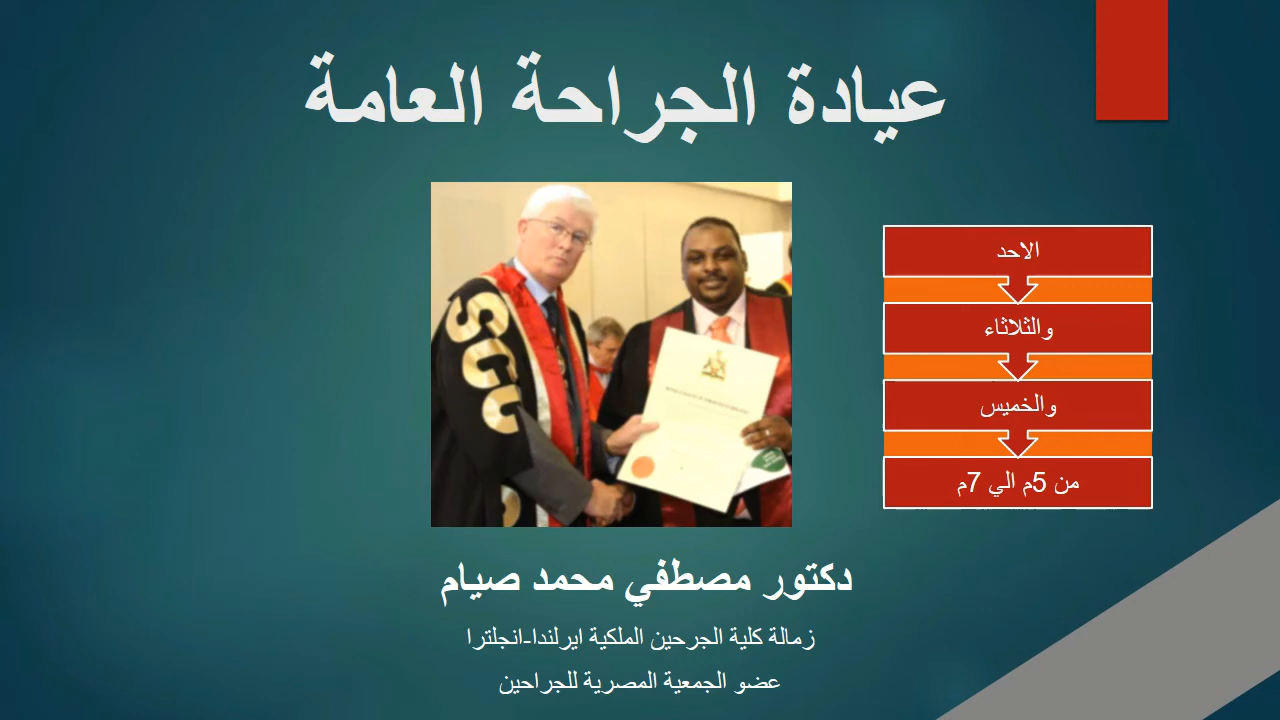 عيادة الجراحة العامة
الاحد
والثلاثاء
والخميس
من 5م الي 7م
دكتور مصطفي محمد صيام
زمالة كلية الجرحين الملكية ايرلندا-انجلترا
عضو الجمعية المصرية للجراحين